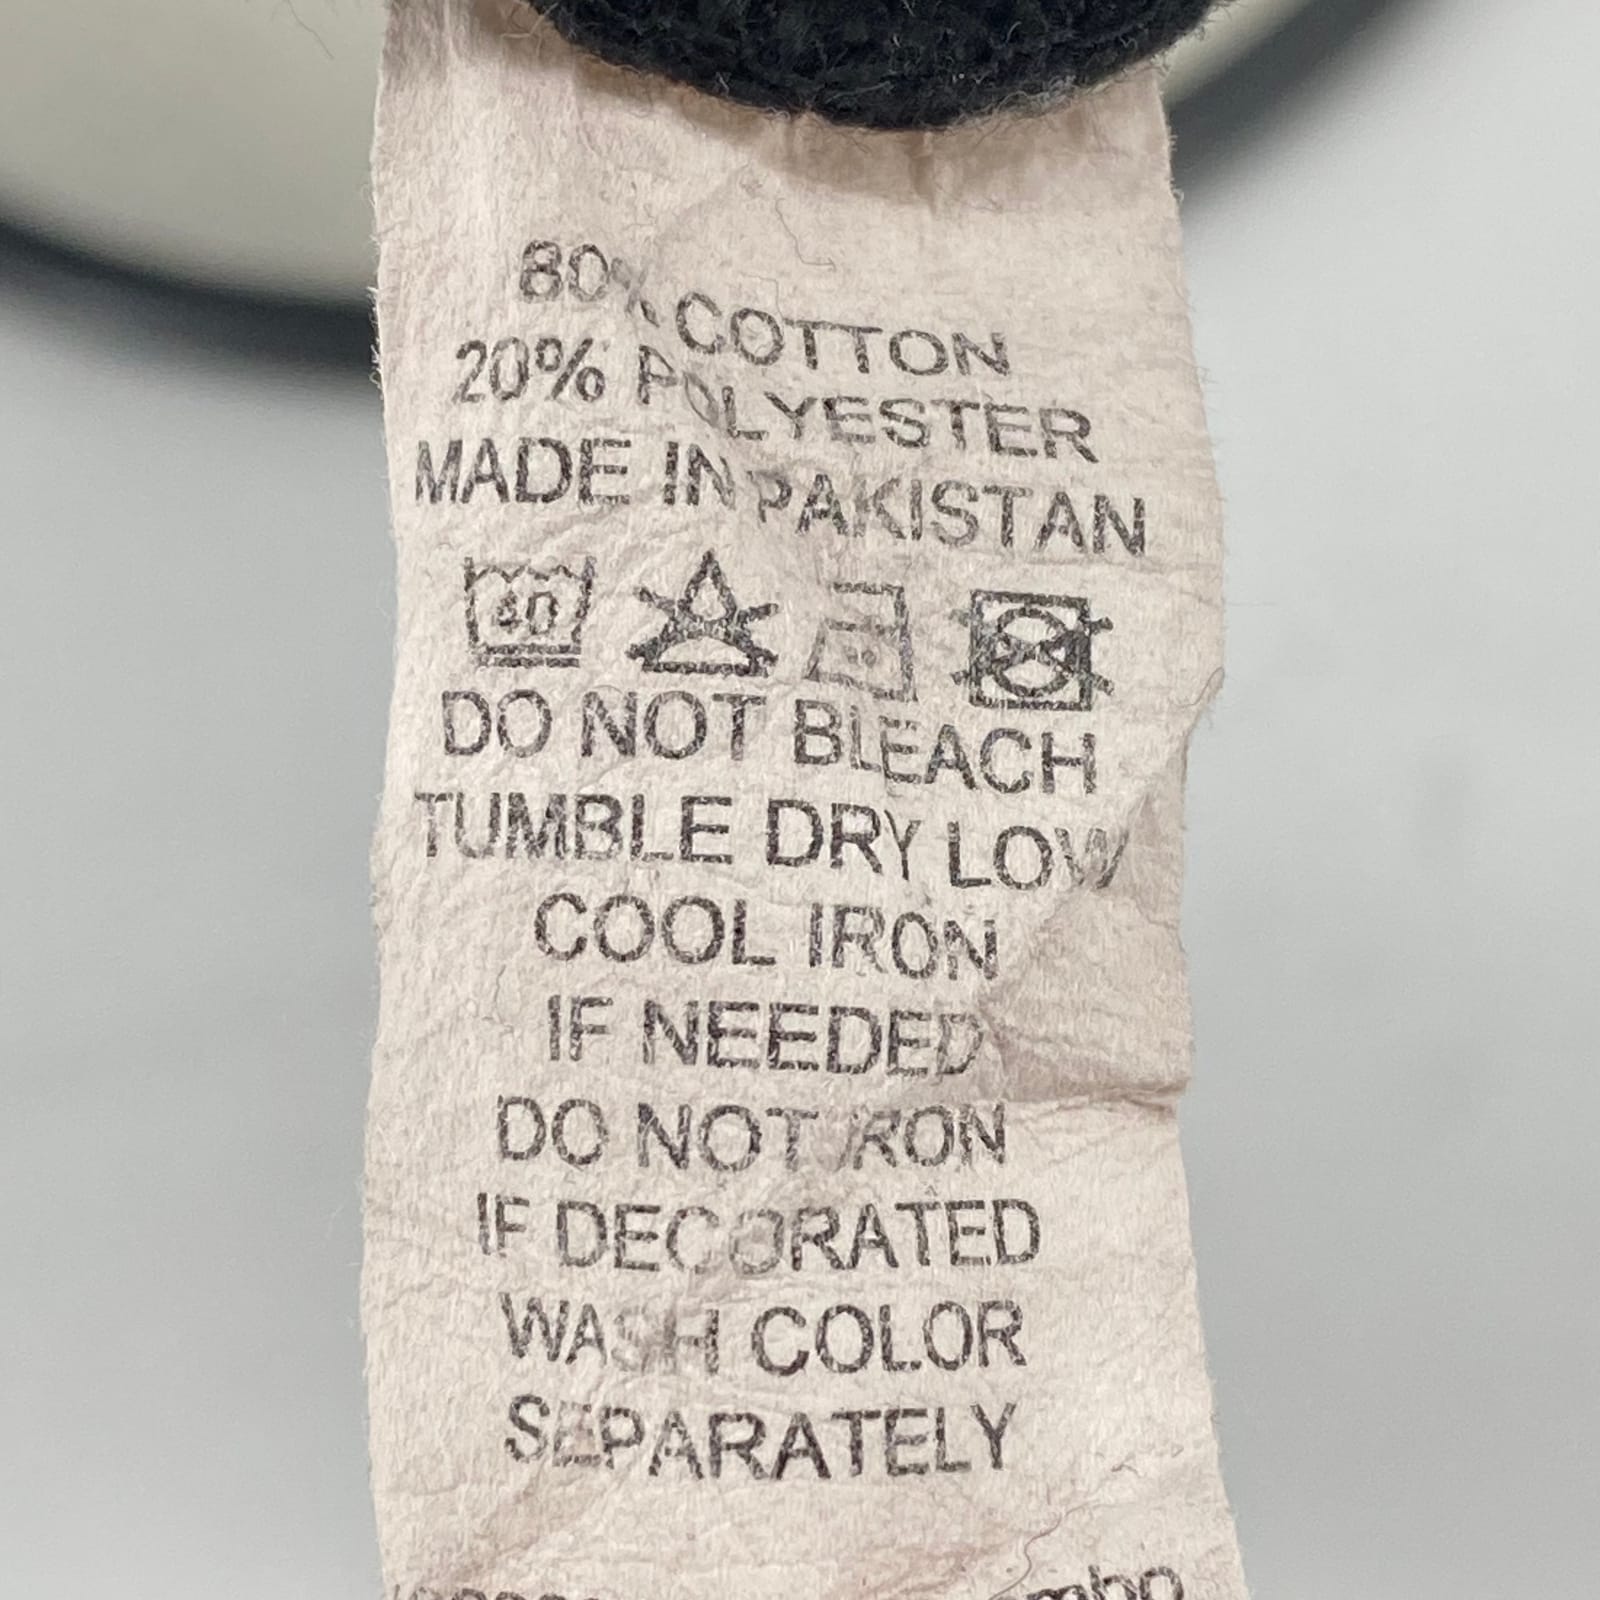 80% COTTON
20% POLYESTER
MADE IN PAKISTAN
40
DO NOT BLEACH
TUMBLE DRY LOW
COOL IRON
IF NEEDED
DO NOT IRON
IF DECORATED
WASH COLOR
SEPARATELY